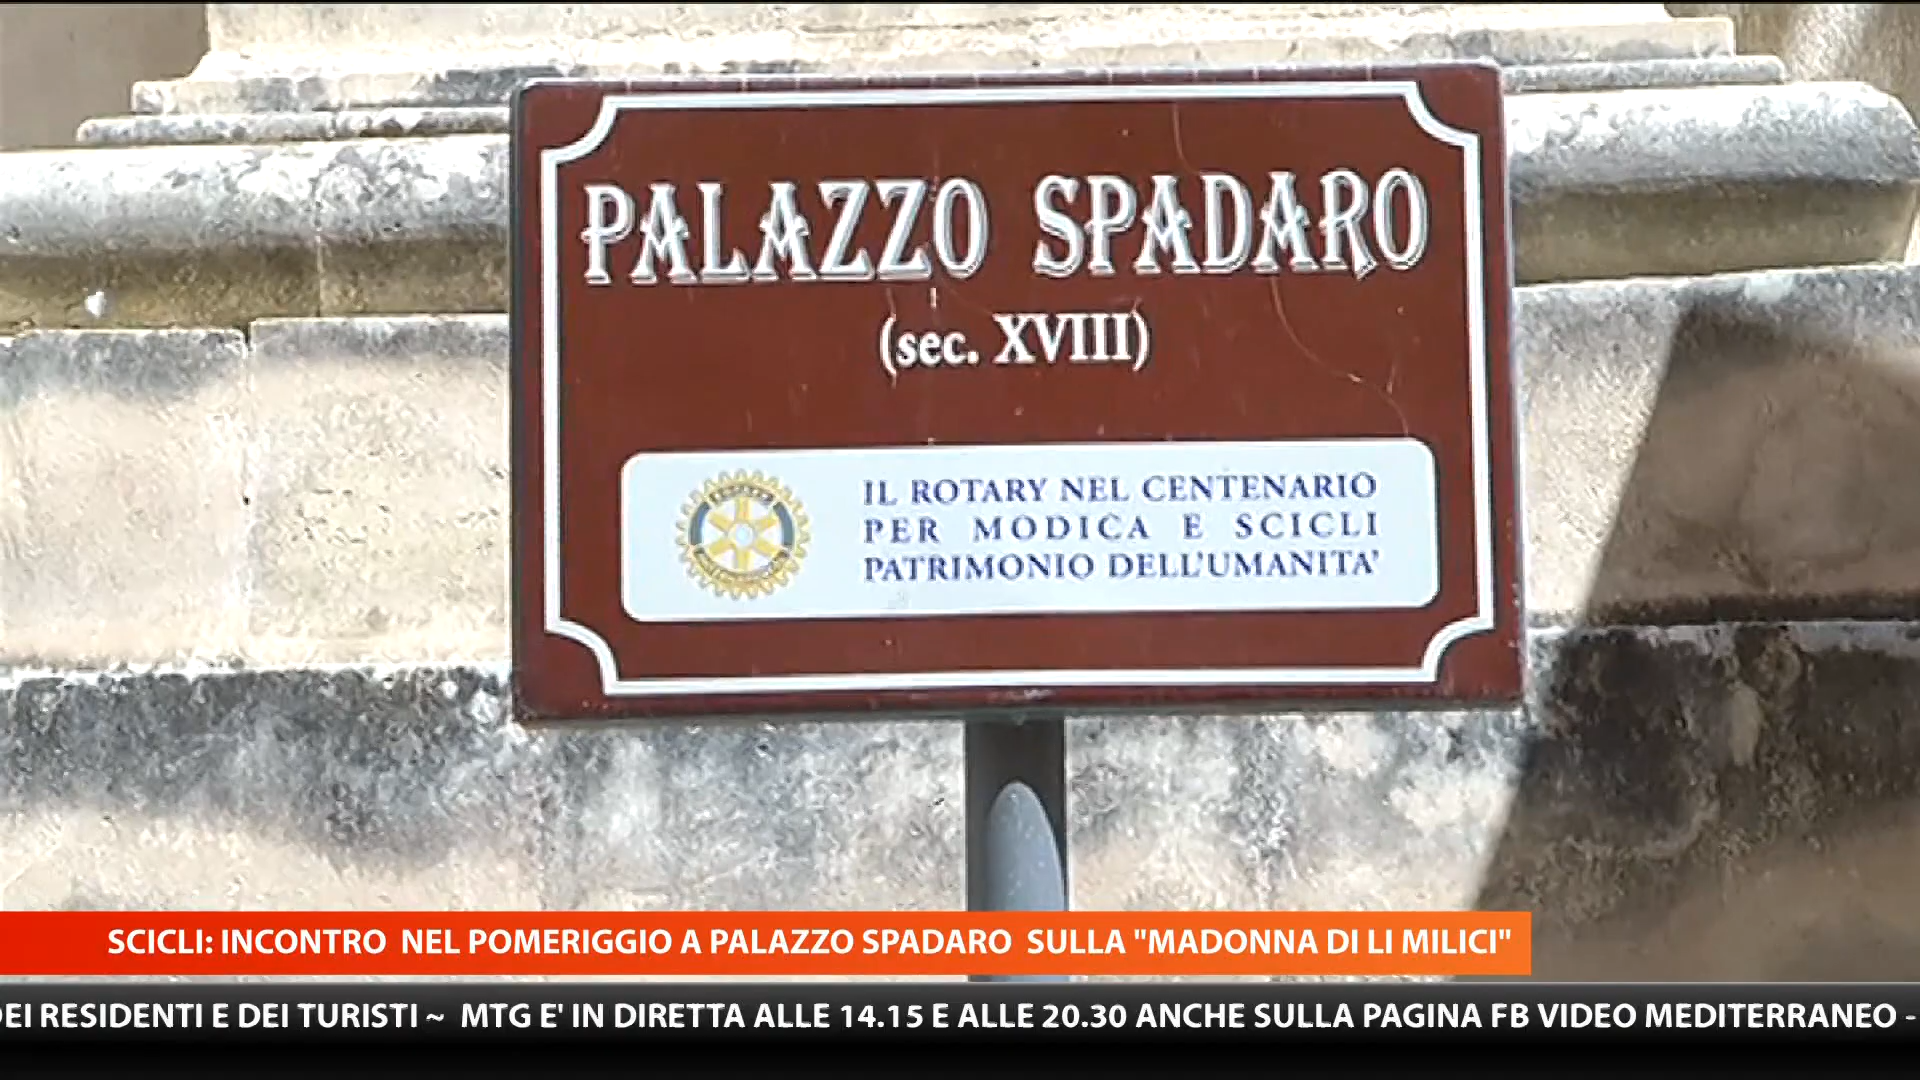 PALAZZO SPADARO
(sec. XVIII)
IL ROTARY NEL CENTENARIO
PER MODICA E SCICLI
PATRIMONIO DELL'UMANITA'
SCICLI: INCONTRO NEL POMERIGGIO A PALAZZO SPADARO SULLA "MADONNA DI LI MILICI"
DEI RESIDENTI E DEI TURISTI ~ MTG E' IN DIRETTA ALLE 14.15 E ALLE 20.30 ANCHE SULLA PAGINA FB VIDEO MEDITERRANEO -